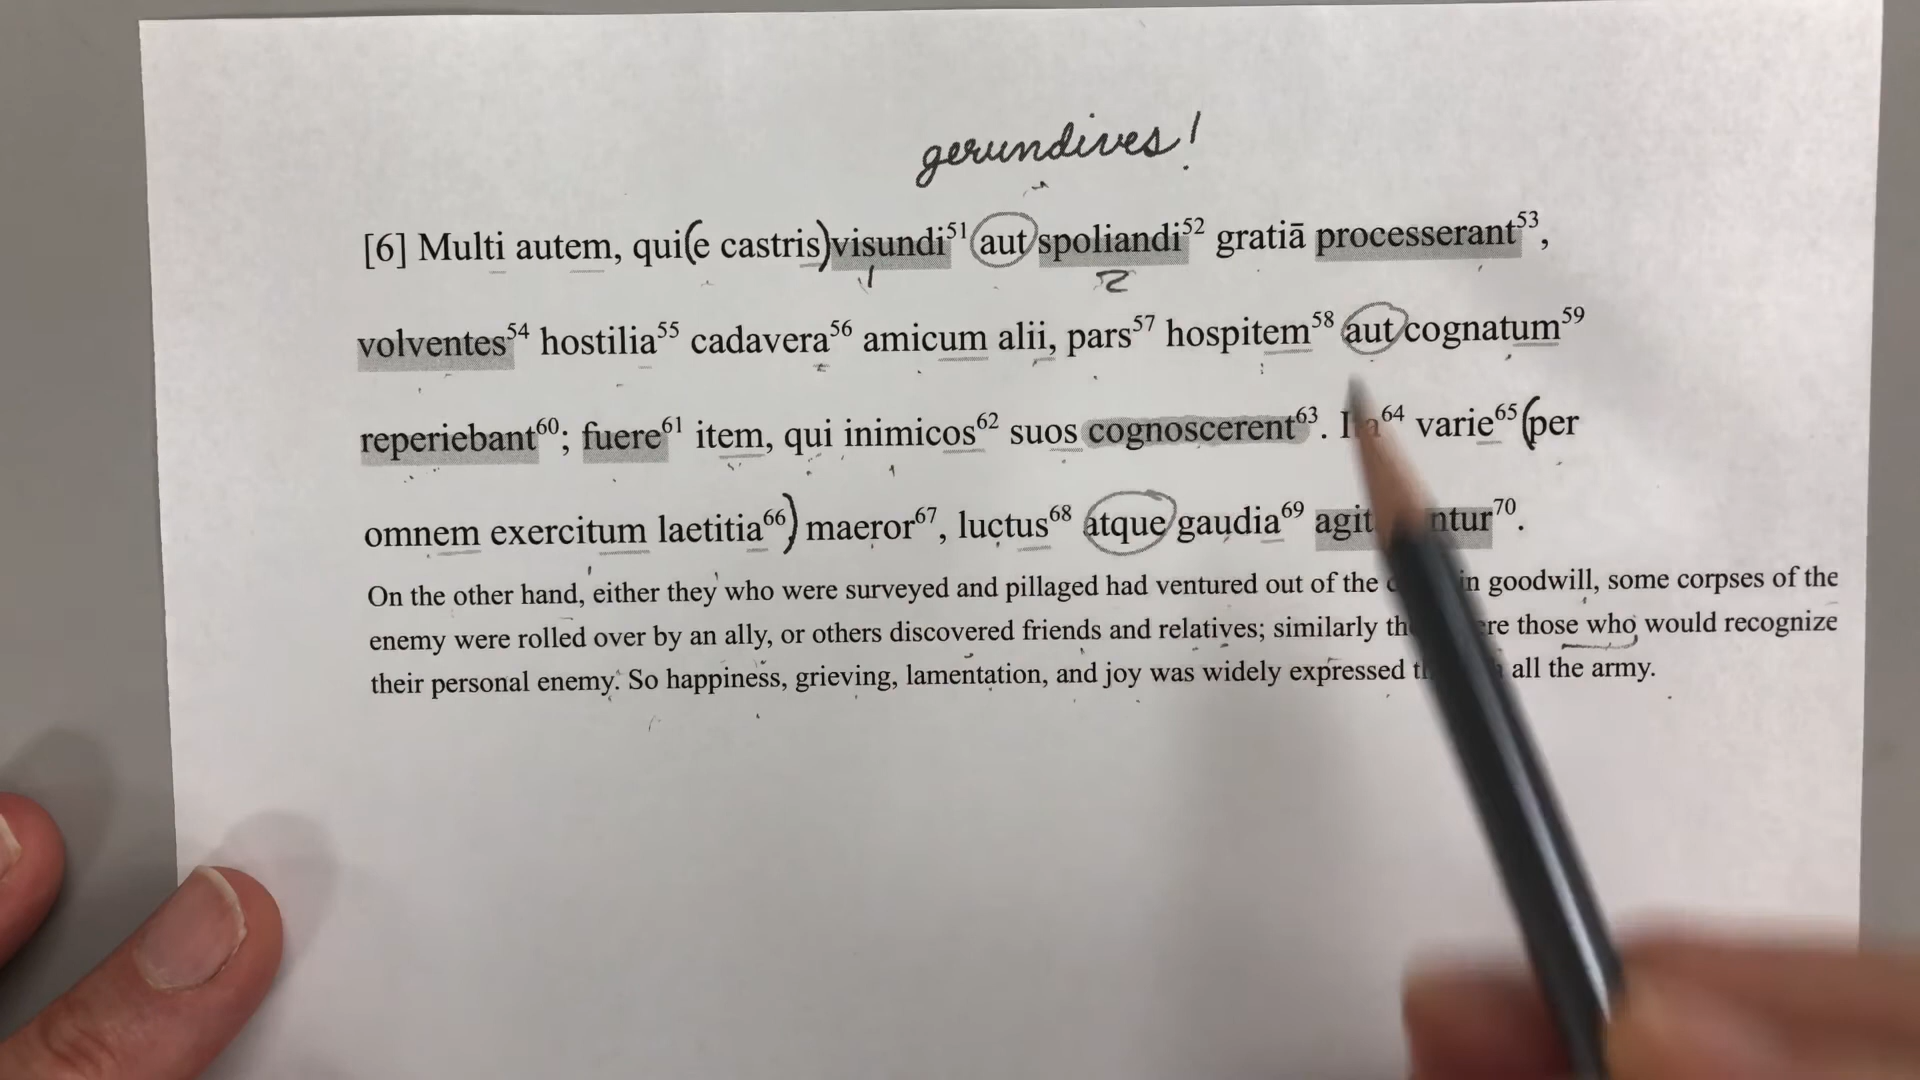 gerundives!
[6] Multi autem, qui (e castris) visundi51 aut spoliandi52 gratiā processerant53,
1 2
volventes54 hostilia55 cadavera56 amicum alii, pars57 hospitem58 aut cognatum59
reperiebant60; fuere61 item, qui inimicos62 suos cognoscerent63. 64 varie65 (per
omnem exercitum laetitia66) maeror67, luctus68 atque gaudia69 70.
On the other hand, either they who were surveyed and pillaged had ventured out of the in goodwill, some corpses of the
enemy were rolled over by an ally, or others discovered friends and relatives; similarly those who would recognize
their personal enemy. So happiness, grieving, lamentation, and joy was widely expressed all the army.